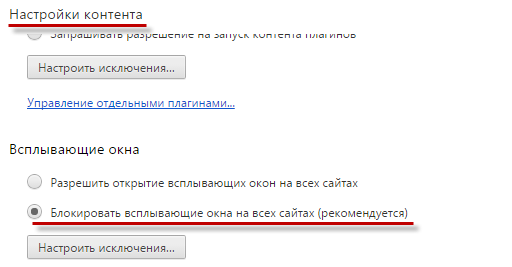 Настройки контента
Запрашивать разрешение на запуск контента плагинов
Настроить исключения...
Управление отдельными плагинами...
Всплывающие окна
Разрешить открытие всплывающих окон на всех сайтах
Блокировать всплывающие окна на всех сайтах (рекомендуется)
Настроить исключения...